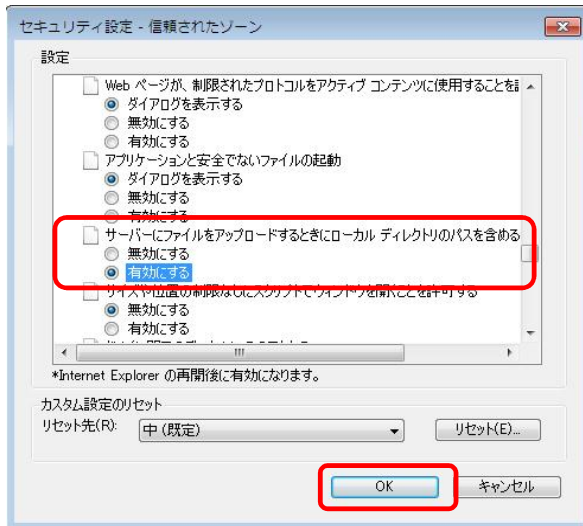 セキュリティ設定 - 信頼されたゾーン
設定
Web ページが、制限されたプロトコルをアクティブ コンテンツに使用することを
ダイアログを表示する
無効にする
有効にする
アプリケーションと安全でないファイルの起動
ダイアログを表示する
無効にする
有効にする
サーバーにファイルをアップロードするときにローカル ディレクトリのパスを含める
無効にする
有効にする
サイズや位置の制限なしにスクリプトでウィンドウを開くことを許可する
無効にする
有効にする
*Internet Explorer の再開後に有効になります。
カスタム設定のリセット
リセット先(R):
中 (既定)
リセット(E)...
OK
キャンセル